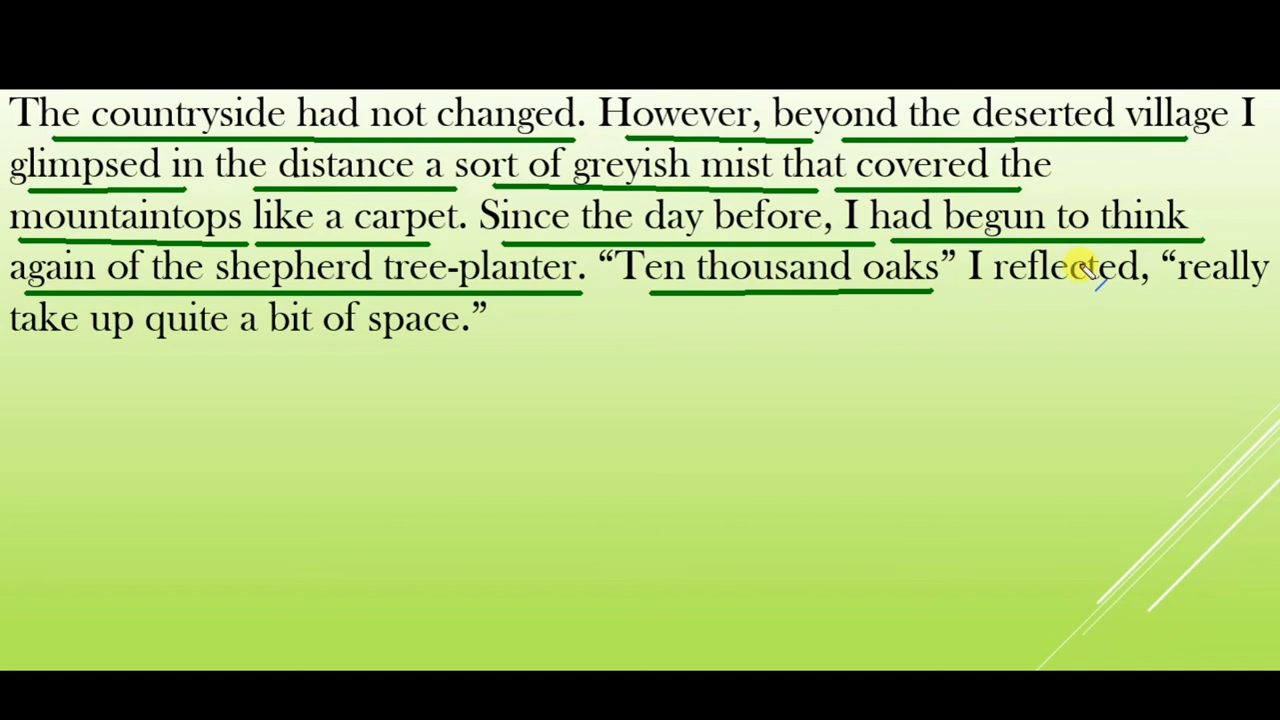 The countryside had not changed. However, beyond the deserted village I
glimpsed in the distance a sort of greyish mist that covered the
mountaintops like a carpet. Since the day before, I had begun to think
again of the shepherd tree-planter. “Ten thousand oaks” I reflected, “really
take up quite a bit of space.”